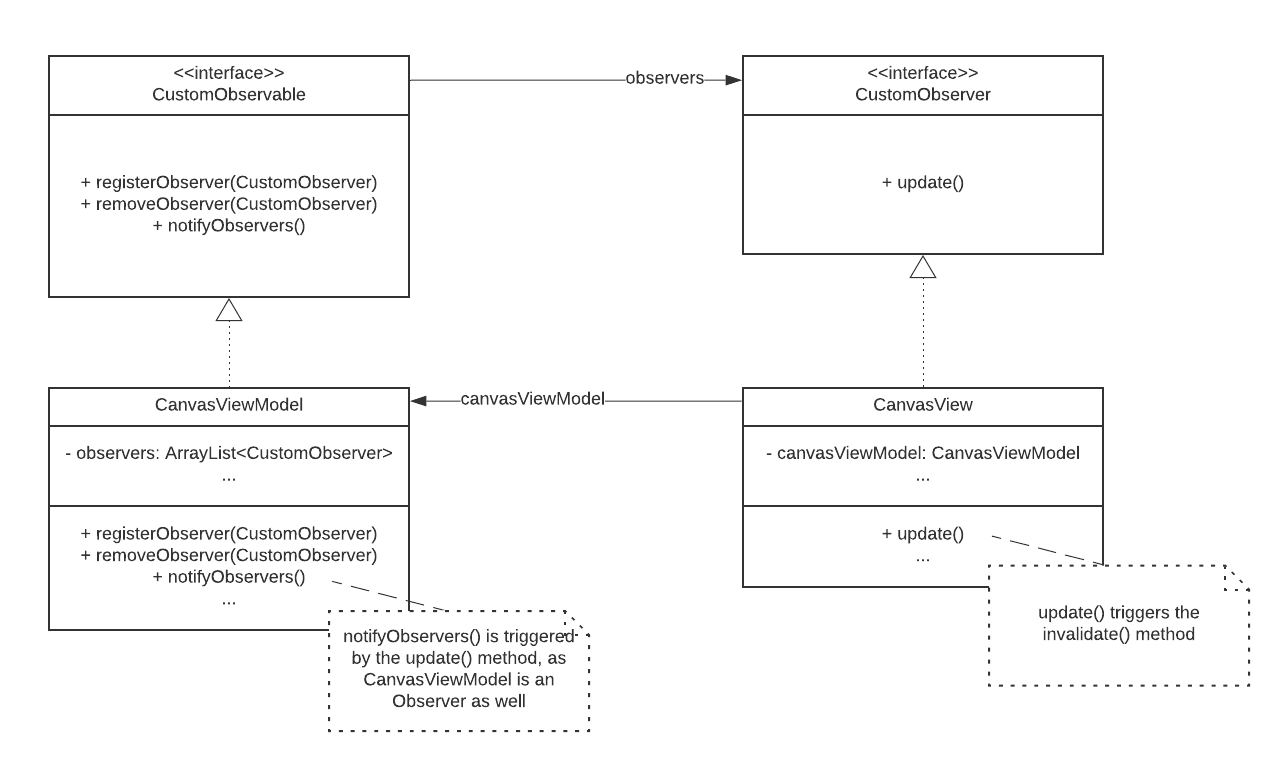 <<interface>>
CustomObservable
+ registerObserver(CustomObserver)
+ removeObserver(CustomObserver)
+ notifyObservers()
observers
<<interface>>
CustomObserver
+ update()
CanvasViewModel
- observers: ArrayList<CustomObserver>
...
+ registerObserver(CustomObserver)
+ removeObserver(CustomObserver)
+ notifyObservers()
...
notifyObservers() is triggered
by the update() method, as
CanvasViewModel is an
Observer as well
canvasViewModel
CanvasView
- canvasViewModel: CanvasViewModel
...
+ update()
...
update() triggers the
invalidate() method